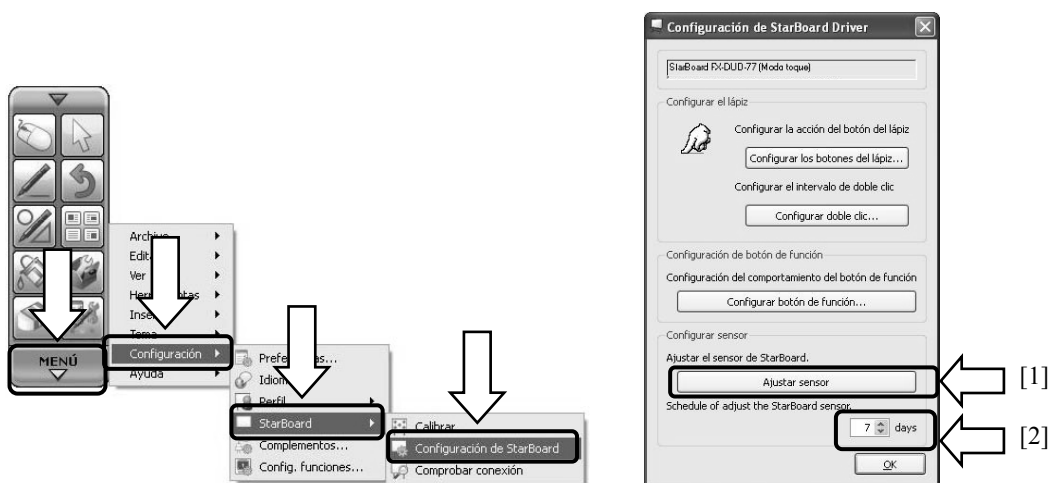 MENÚ
Archivo
Edita
Ver
Herramientas
Inse
Tema
Configuración
Ayuda
Preferencias...
Idiom
Perfil
StarBoard
Complementos...
Config. funciones...
Calibrar
Configuración de StarBoard
Comprobar conexión
Configuración de StarBoard Driver
StarBoard FX-DUO-77 (Modo toque)
Configurar el lápiz
Configurar la acción del botón del lápiz
Configurar los botones del lápiz...
Configurar el intervalo de doble clic
Configurar doble clic...
Configuración de botón de función
Configuración del comportamiento del botón de función
Configurar botón de función...
Configurar sensor
Ajustar el sensor de StarBoard.
Ajustar sensor
[1]
Schedule of adjust the StarBoard sensor.
7 days
[2]
OK